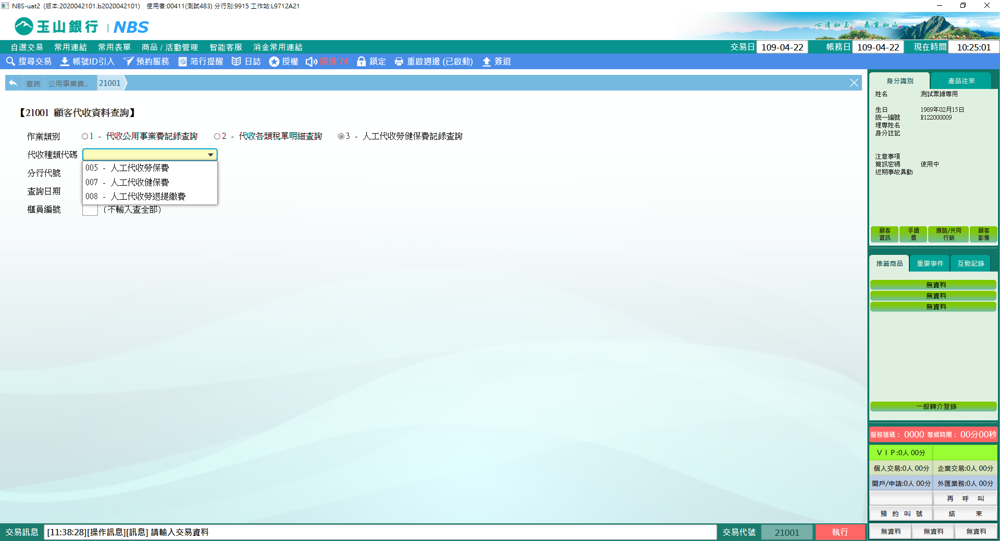 NBS-uat2 (版本:2020042101.b2020042101) 使用者:00411(測試483) 分行別:9915 工作站:L9712A21
玉山銀行 | NBS
心清如玉 義重如山
自選交易 常用連結 常用表單 商品 / 活動管理 智能客服 消金常用連結 交易日 109-04-22 帳務日 109-04-22 現在時間 10:25:01
搜尋交易 帳號ID引入 預約服務 蒞行提醒 日誌 授權 廣播:74 鎖定 重啟週邊 (已啟動) 簽退
查詢 公用事業費.. 21001
【21001 顧客代收資料查詢】
作業類別 1 - 代收公用事業費記錄查詢 2 - 代收各類稅單明細查詢 3 - 人工代收勞健保費記錄查詢
代收種類代碼
005 - 人工代收勞保費
分行代號
007 - 人工代收健保費
查詢日期
008 - 人工代收勞退提繳費
櫃員編號 (不輸入查全部)
身分識別 產品往來
姓名 測試票據專用
生日 1989年02月15日
統一編號 R122000009
理專姓名
身分註記
注意事項
簡訊密碼 使用中
近期事故異動
顧客資訊 手續費 通路/共同行銷 顧客影像
推薦商品 重要事件 互動記錄
無資料
無資料
無資料
一般轉介登錄
服務號碼： 0000 等候時間： 00分00秒
ＶＩＰ:0人 00分
個人交易:0人 00分 企業交易:0人 00分
開戶/申請:0人 00分 外匯業務:0人 00分
再 呼 叫
預 約 叫 號 結 束
無資料 無資料 無資料
交易訊息 [11:38:28][操作訊息][訊息] 請輸入交易資料 交易代號 21001 執行